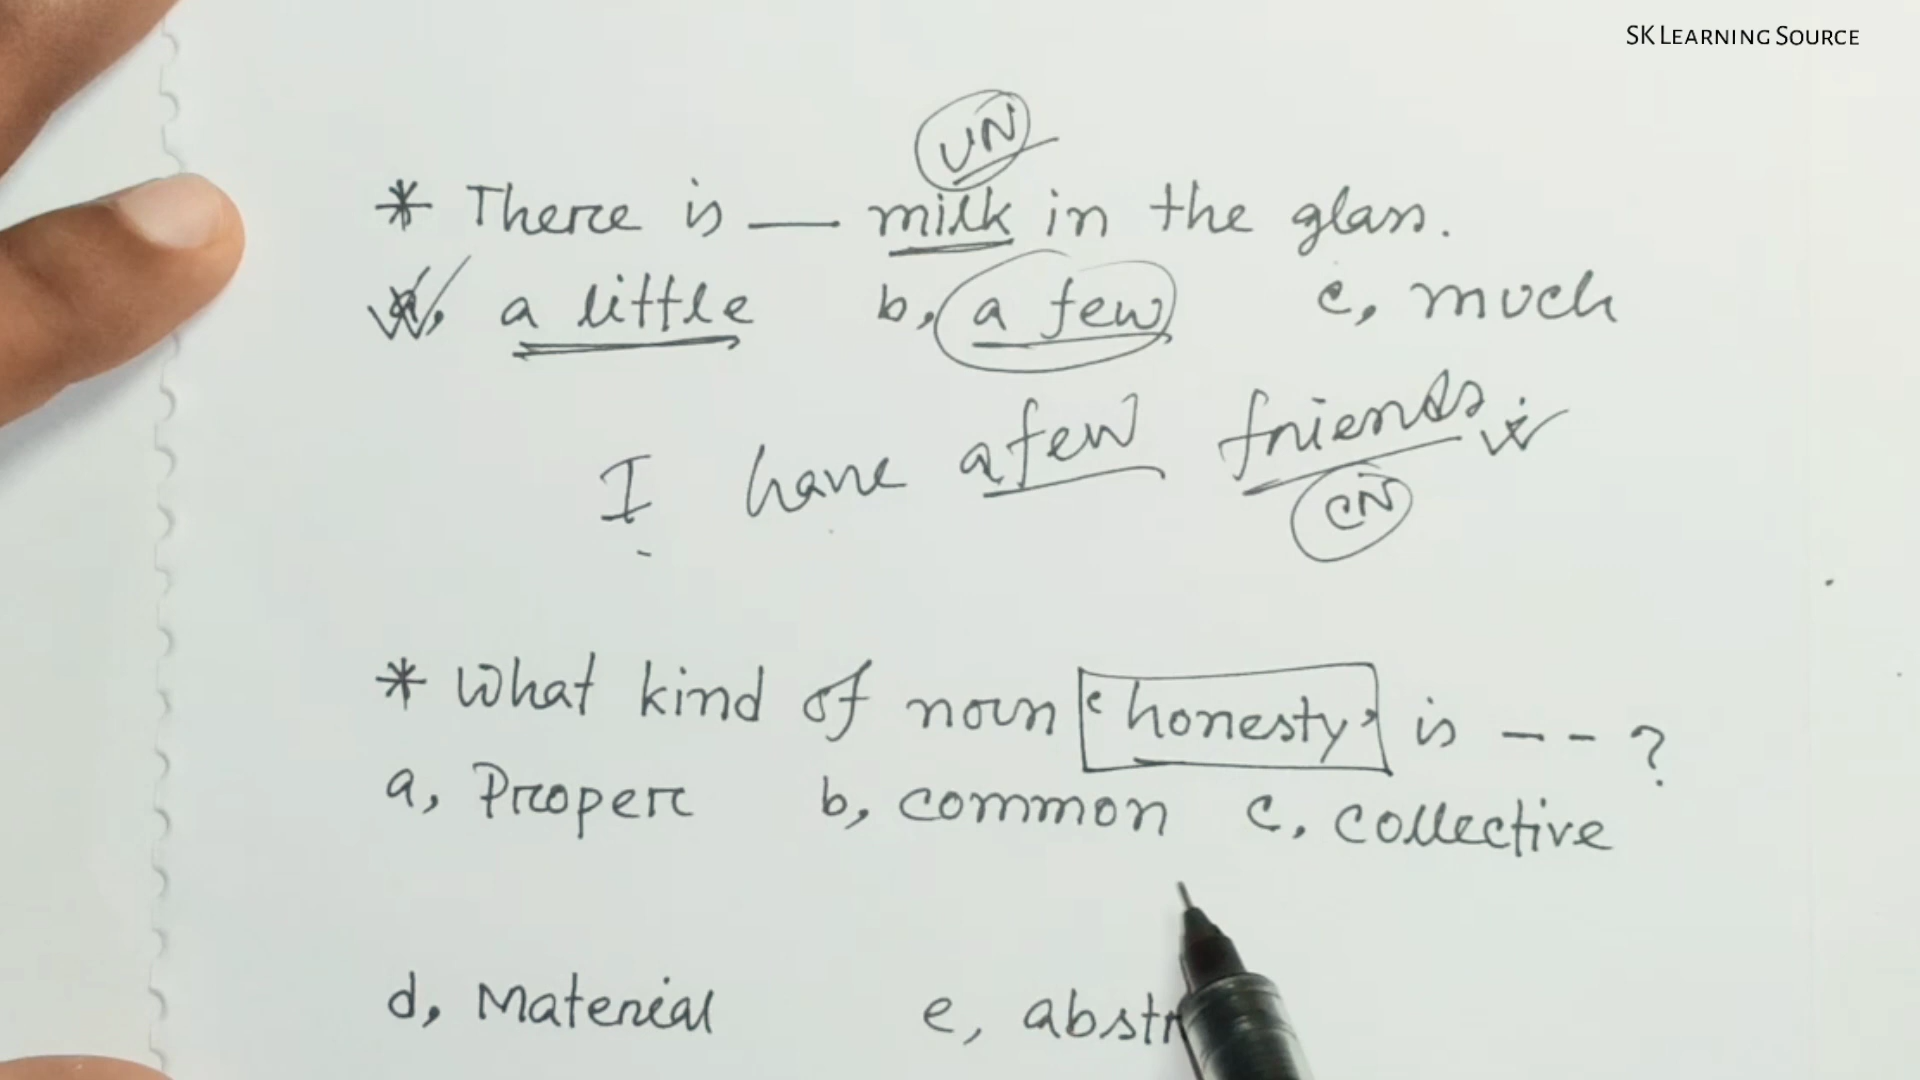 SK LEARNING SOURCE
UN
* There is — milk in the glass.
a, a little b, a few c, much
I have a few friends.
CN
* What kind of noun 'honesty' is - - ?
a, Proper b, common c, collective
d, Material e, abstr